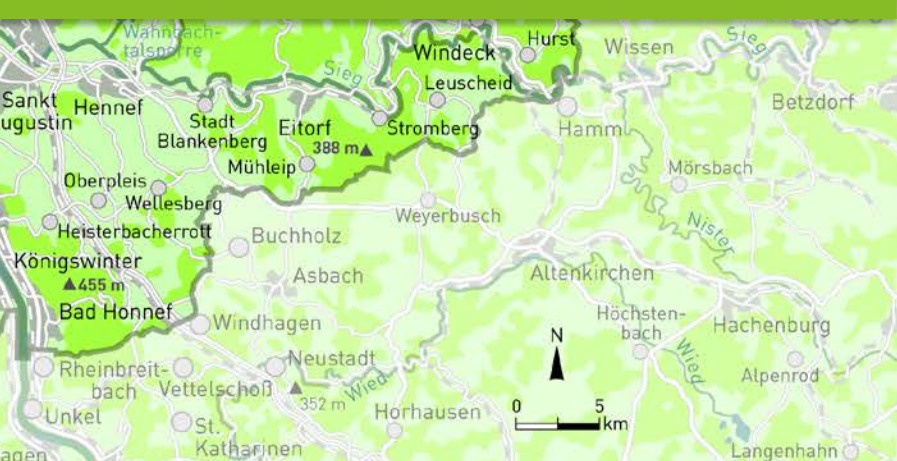 Wahnbach-
talsperre
Windeck
Hurst
Wissen
Sieg
Sieg
Leuscheid
Betzdorf
Sankt
ugustin
Hennef
Stadt
Blankenberg
Eitorf
Stromberg
Hamm
388 m
Mühleip
Mörsbach
Oberpleis
Wellesberg
Weyerbusch
Nister
Heisterbacherrott
Buchholz
Königswinter
Asbach
Altenkirchen
455 m
Bad Honnef
Windhagen
Höchsten-
bach
Hachenburg
N
Rheinbreit-
bach
Vettelschoß
Neustadt
Wied
Wied
Alpenrod
352 m
0 5
km
Unkel
St.
Katharinen
Horhausen
Langenhahn
agen